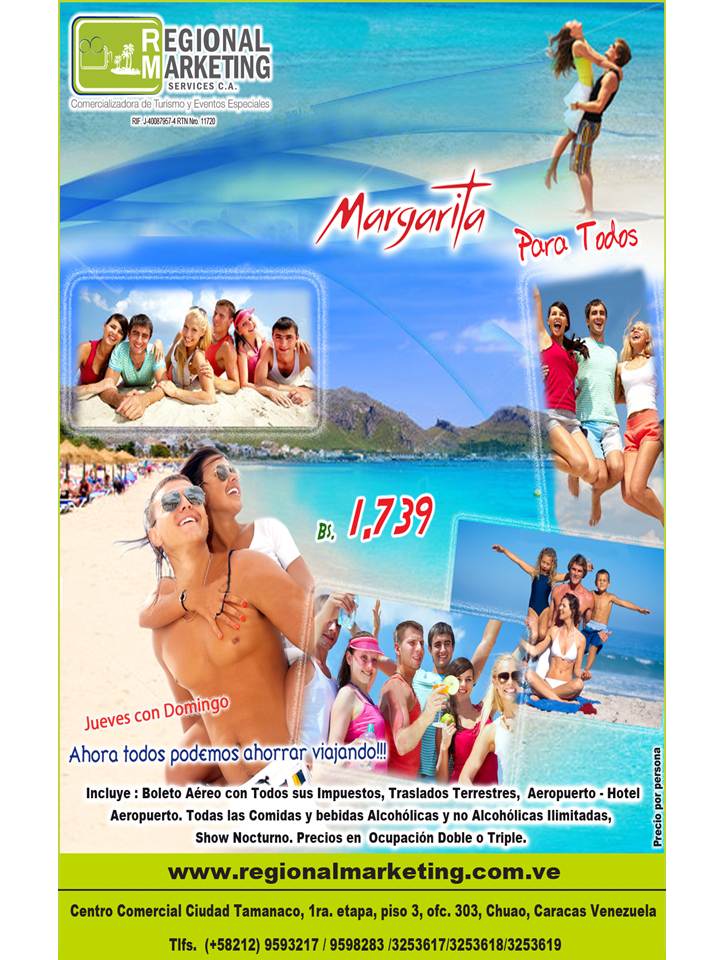 REGIONAL
MARKETING
SERVICES C.A.
Comercializadora de Turismo y Eventos Especiales
RIF. J-40087957-4 RTN Nro. 11720
Margarita
Para Todos
Bs. 1.739
Jueves con Domingo
Ahora todos podemos ahorrar viajando!!!
Incluye : Boleto Aéreo con Todos sus Impuestos, Traslados Terrestres, Aeropuerto - Hotel
Aeropuerto. Todas las Comidas y bebidas Alcohólicas y no Alcohólicas Ilimitadas,
Show Nocturno. Precios en Ocupación Doble o Triple.
Precio por persona
www.regionalmarketing.com.ve
Centro Comercial Ciudad Tamanaco, 1ra. etapa, piso 3, ofc. 303, Chuao, Caracas Venezuela
Tlfs. (+58212) 9593217 / 9598283 /3253617/3253618/3253619